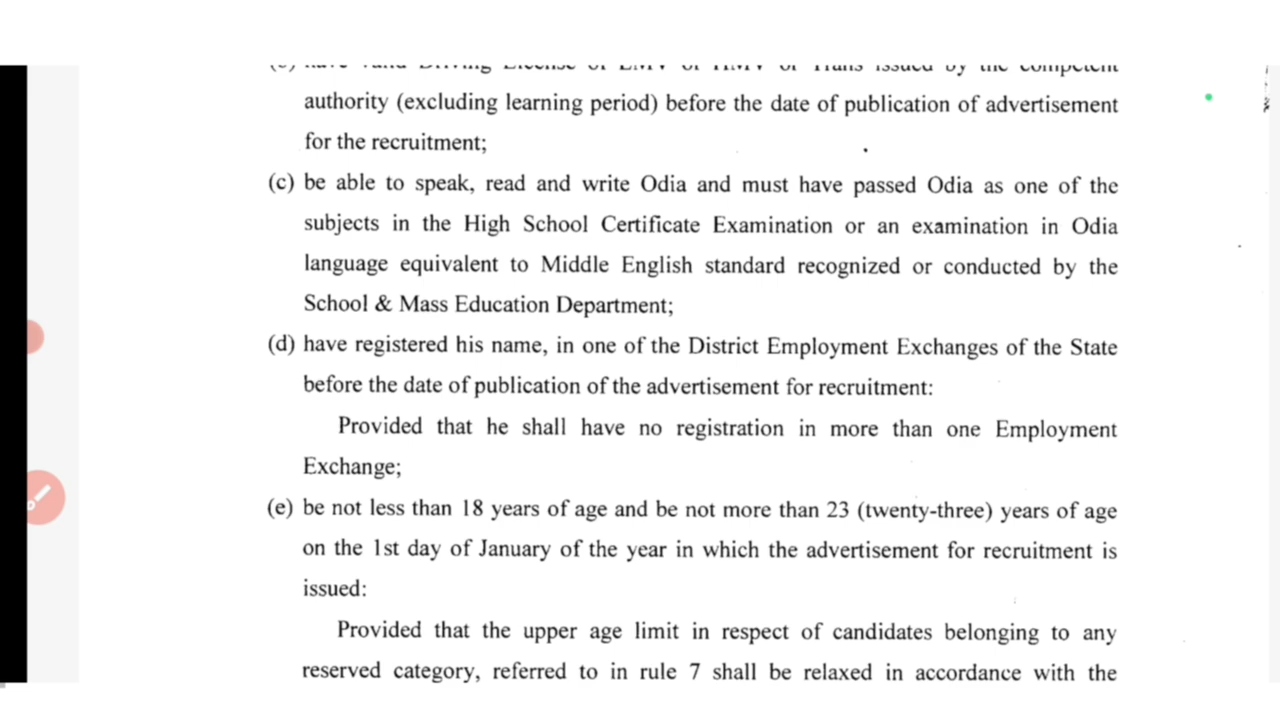 authority (excluding learning period) before the date of publication of advertisement
for the recruitment;
(c) be able to speak, read and write Odia and must have passed Odia as one of the
subjects in the High School Certificate Examination or an examination in Odia
language equivalent to Middle English standard recognized or conducted by the
School & Mass Education Department;
(d) have registered his name, in one of the District Employment Exchanges of the State
before the date of publication of the advertisement for recruitment:
Provided that he shall have no registration in more than one Employment
Exchange;
(e) be not less than 18 years of age and be not more than 23 (twenty-three) years of age
on the 1st day of January of the year in which the advertisement for recruitment is
issued:
Provided that the upper age limit in respect of candidates belonging to any
reserved category, referred to in rule 7 shall be relaxed in accordance with the